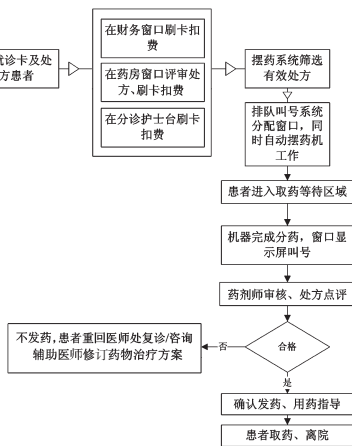 就诊卡及处
方患者
在财务窗口刷卡扣
费
在药房窗口评审处
方、刷卡扣费
在分诊护士台刷卡
扣费
摆药系统筛选
有效处方
排队叫号系统
分配窗口，同
时自动摆药机
工作
患者进入取药等待区域
机器完成分药，窗口显
示屏叫号
药剂师审核、处方点评
合格
否
不发药，患者重回医师处复诊/咨询
辅助医师修订药物治疗方案
是
确认发药、用药指导
患者取药、离院